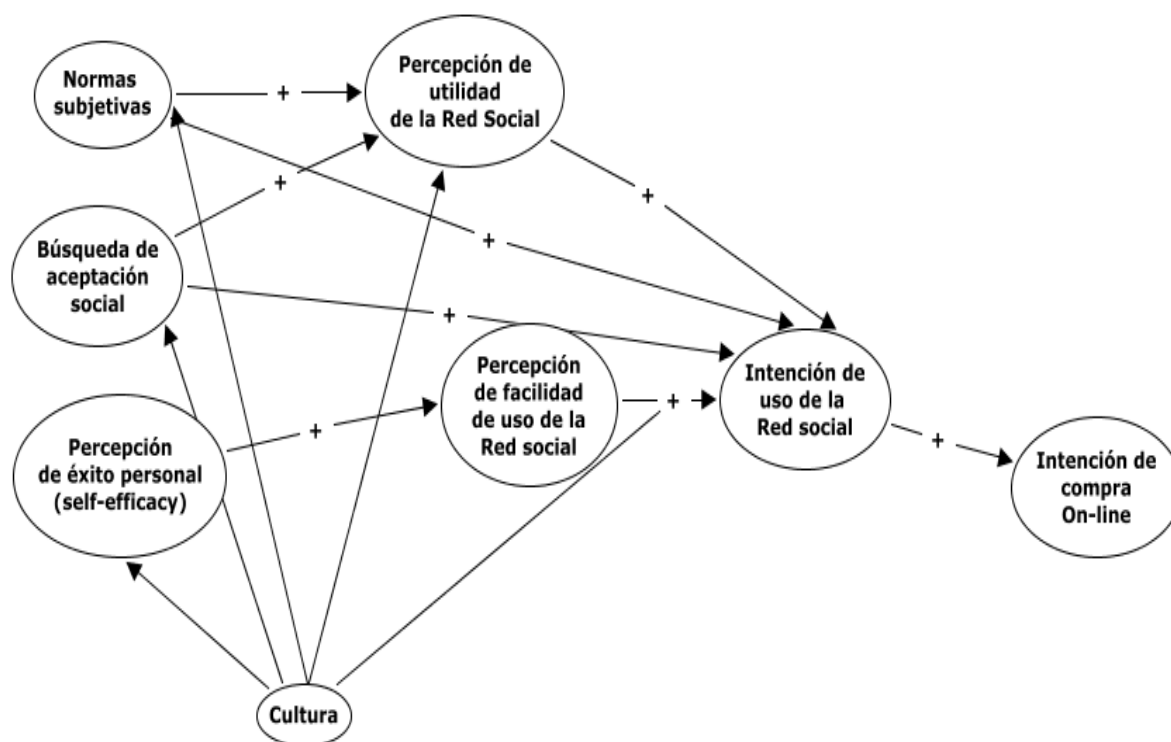 Normas
subjetivas
+
Percepción de
utilidad
de la Red Social
+
+
+
Búsqueda de
aceptación
social
+
Percepción
de facilidad
de uso de la
Red social
+
Intención de
uso de la
Red social
+
Intención de
compra
On-line
Percepción
de éxito personal
(self-efficacy)
+
Cultura